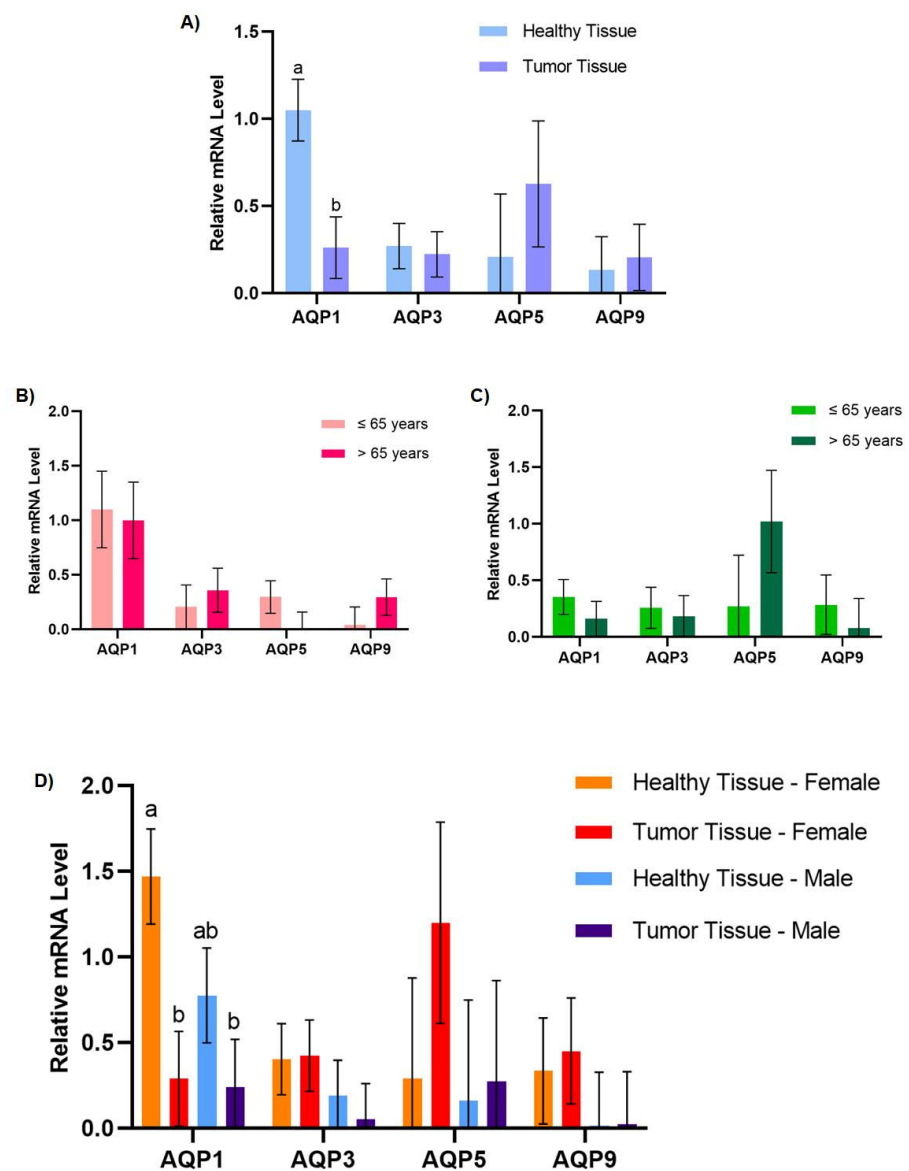 A)
Healthy Tissue
Tumor Tissue
Relative mRNA Level
1.5
1.0
0.5
0.0
a
b
AQP1 AQP3 AQP5 AQP9
B)
≤ 65 years
> 65 years
Relative mRNA Level
2.0
1.5
1.0
0.5
0.0
AQP1 AQP3 AQP5 AQP9
C)
≤ 65 years
> 65 years
Relative mRNA Level
2.0
1.5
1.0
0.5
0.0
AQP1 AQP3 AQP5 AQP9
D)
Healthy Tissue - Female
Tumor Tissue - Female
Healthy Tissue - Male
Tumor Tissue - Male
Relative mRNA Level
2.0
1.5
1.0
0.5
0.0
a
b
ab
b
AQP1 AQP3 AQP5 AQP9